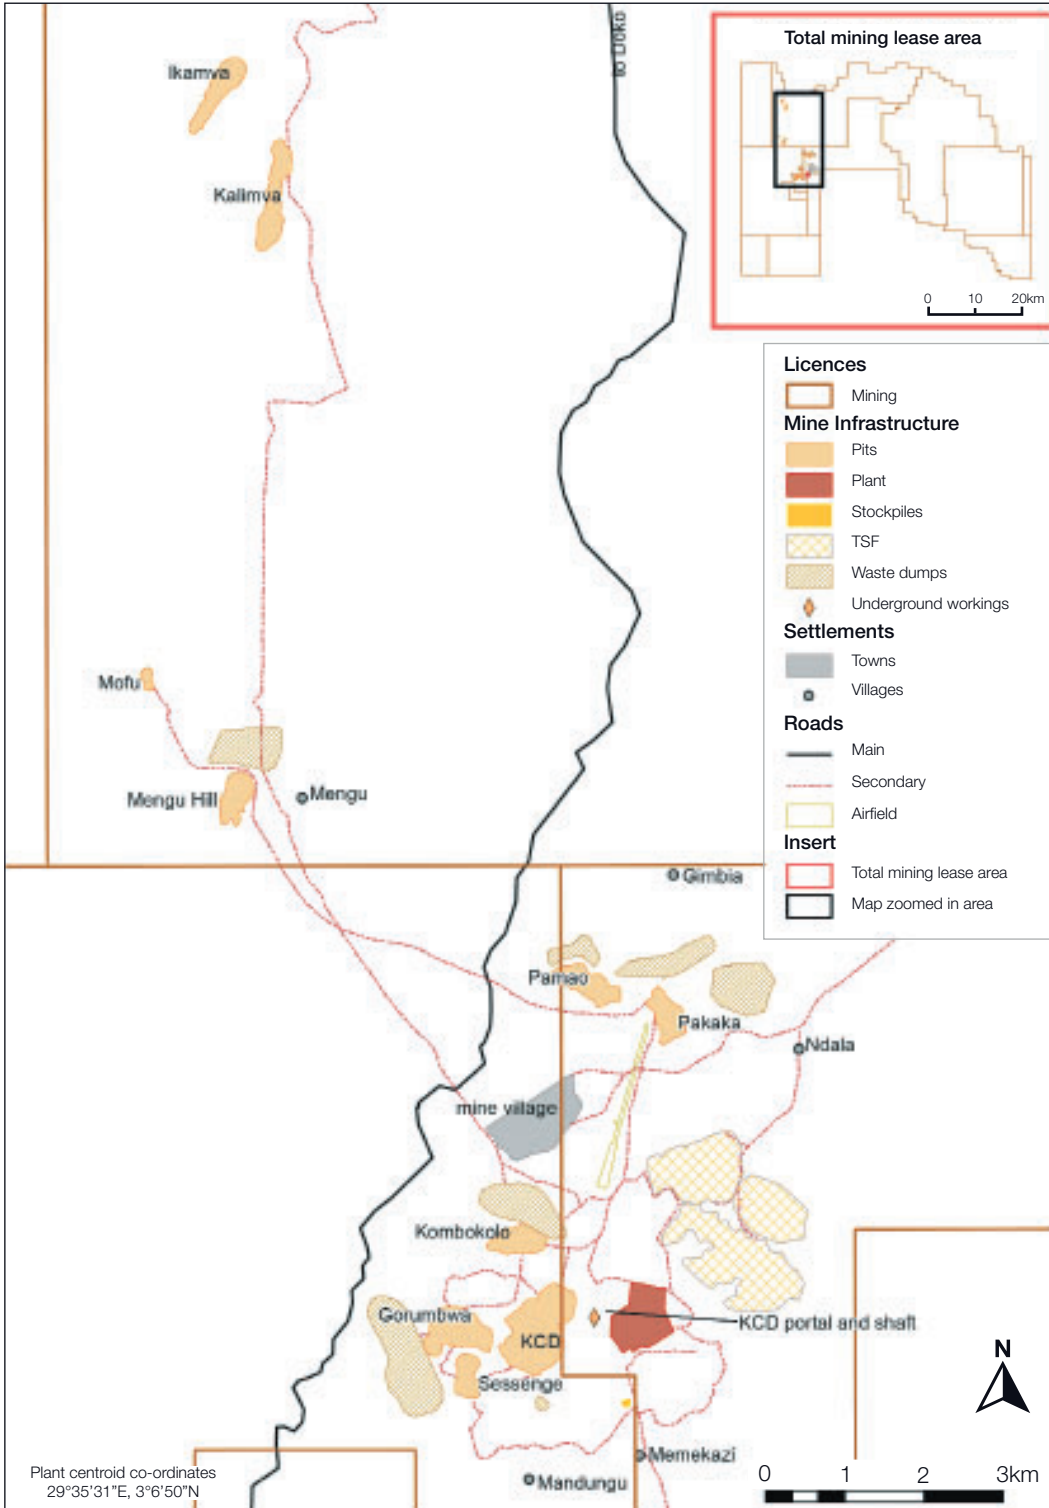 to Doko
Total mining lease area
0 10 20km
Ikamva
Kalimva
Licences
Mining
Mine Infrastructure
Pits
Plant
Stockpiles
TSF
Waste dumps
Underground workings
Settlements
Towns
Villages
Roads
Main
Secondary
Airfield
Insert
Total mining lease area
Map zoomed in area
Mofu
Mengu Hill
Mengu
Gimbia
Pamao
Pakaka
Ndala
mine village
Kombokolo
Gorumbwa
KCD
KCD portal and shaft
Sessenge
N
Memekazi
Mandungu
Plant centroid co-ordinates
29°35'31"E, 3°6'50"N
0 1 2 3km